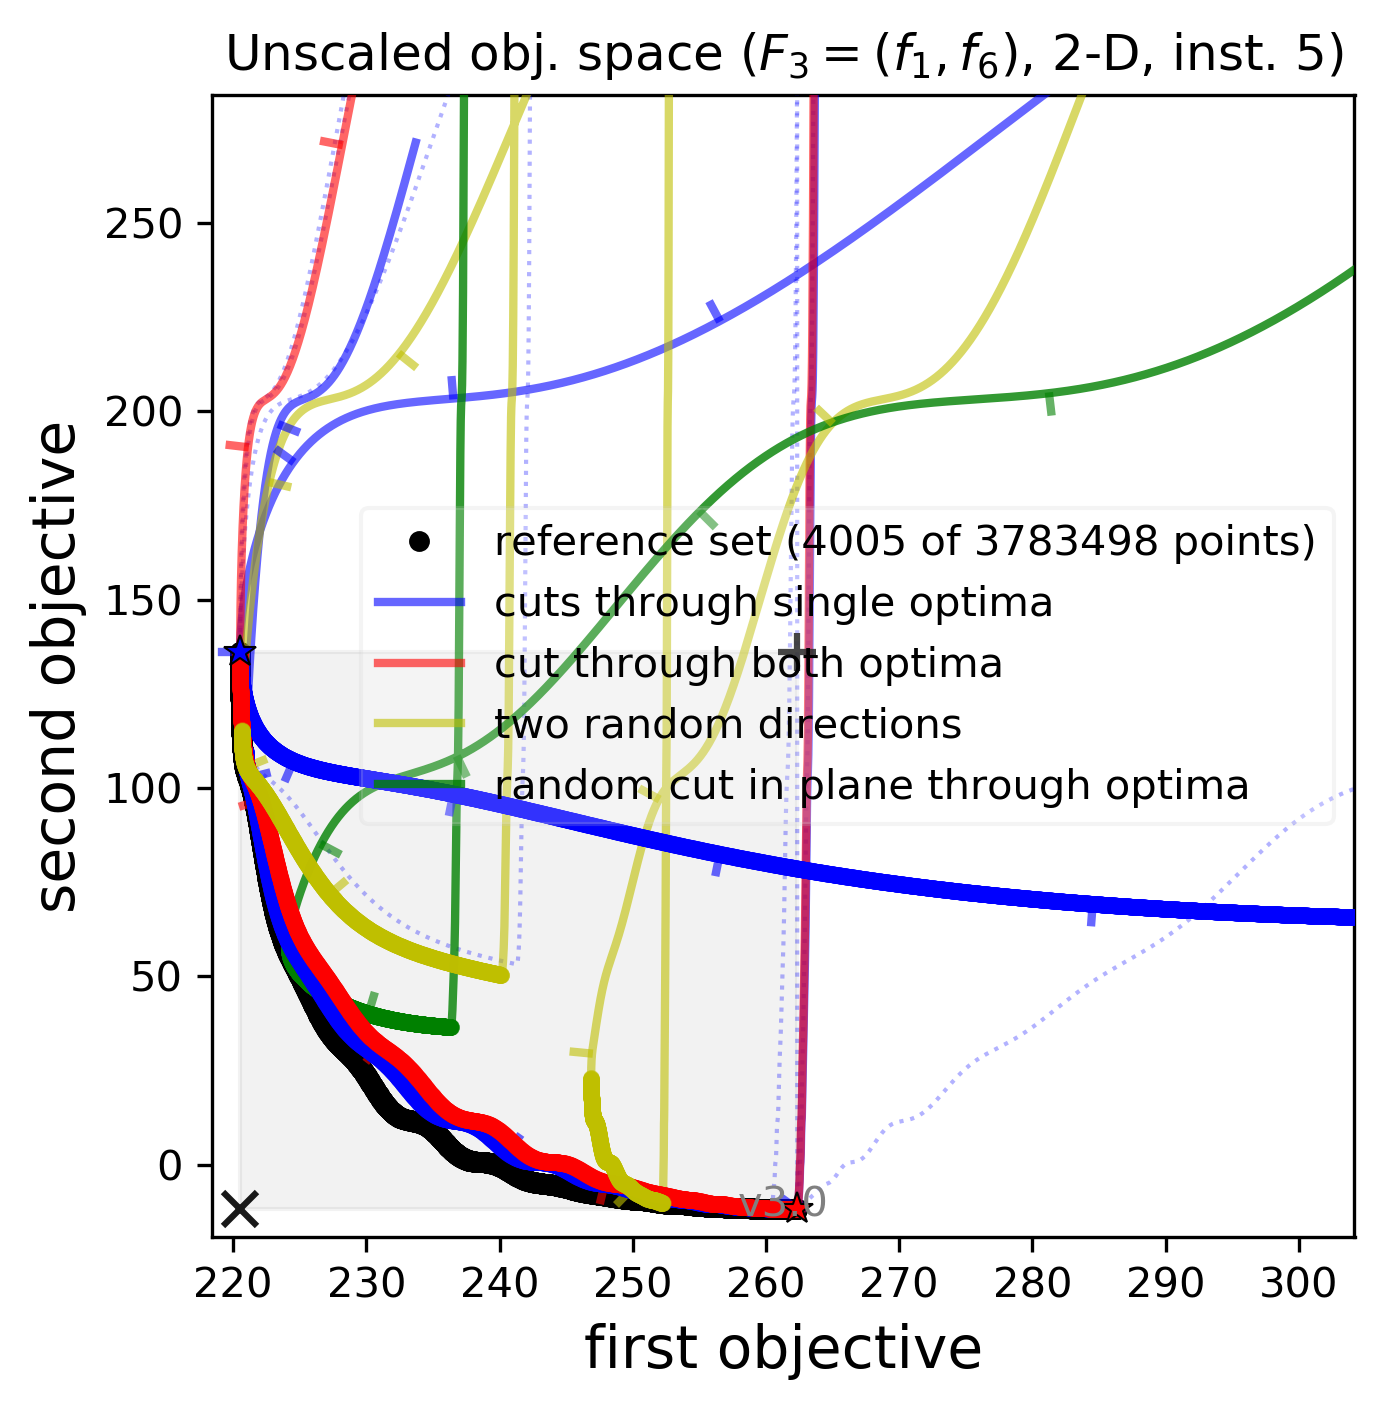 Unscaled obj. space (F₃ = (f₁, f₆), 2-D, inst. 5)
second objective
250
200
150
100
50
0
reference set (4005 of 3783498 points)
cuts through single optima
cut through both optima
two random directions
random cut in plane through optima
v3.0
220 230 240 250 260 270 280 290 300
first objective